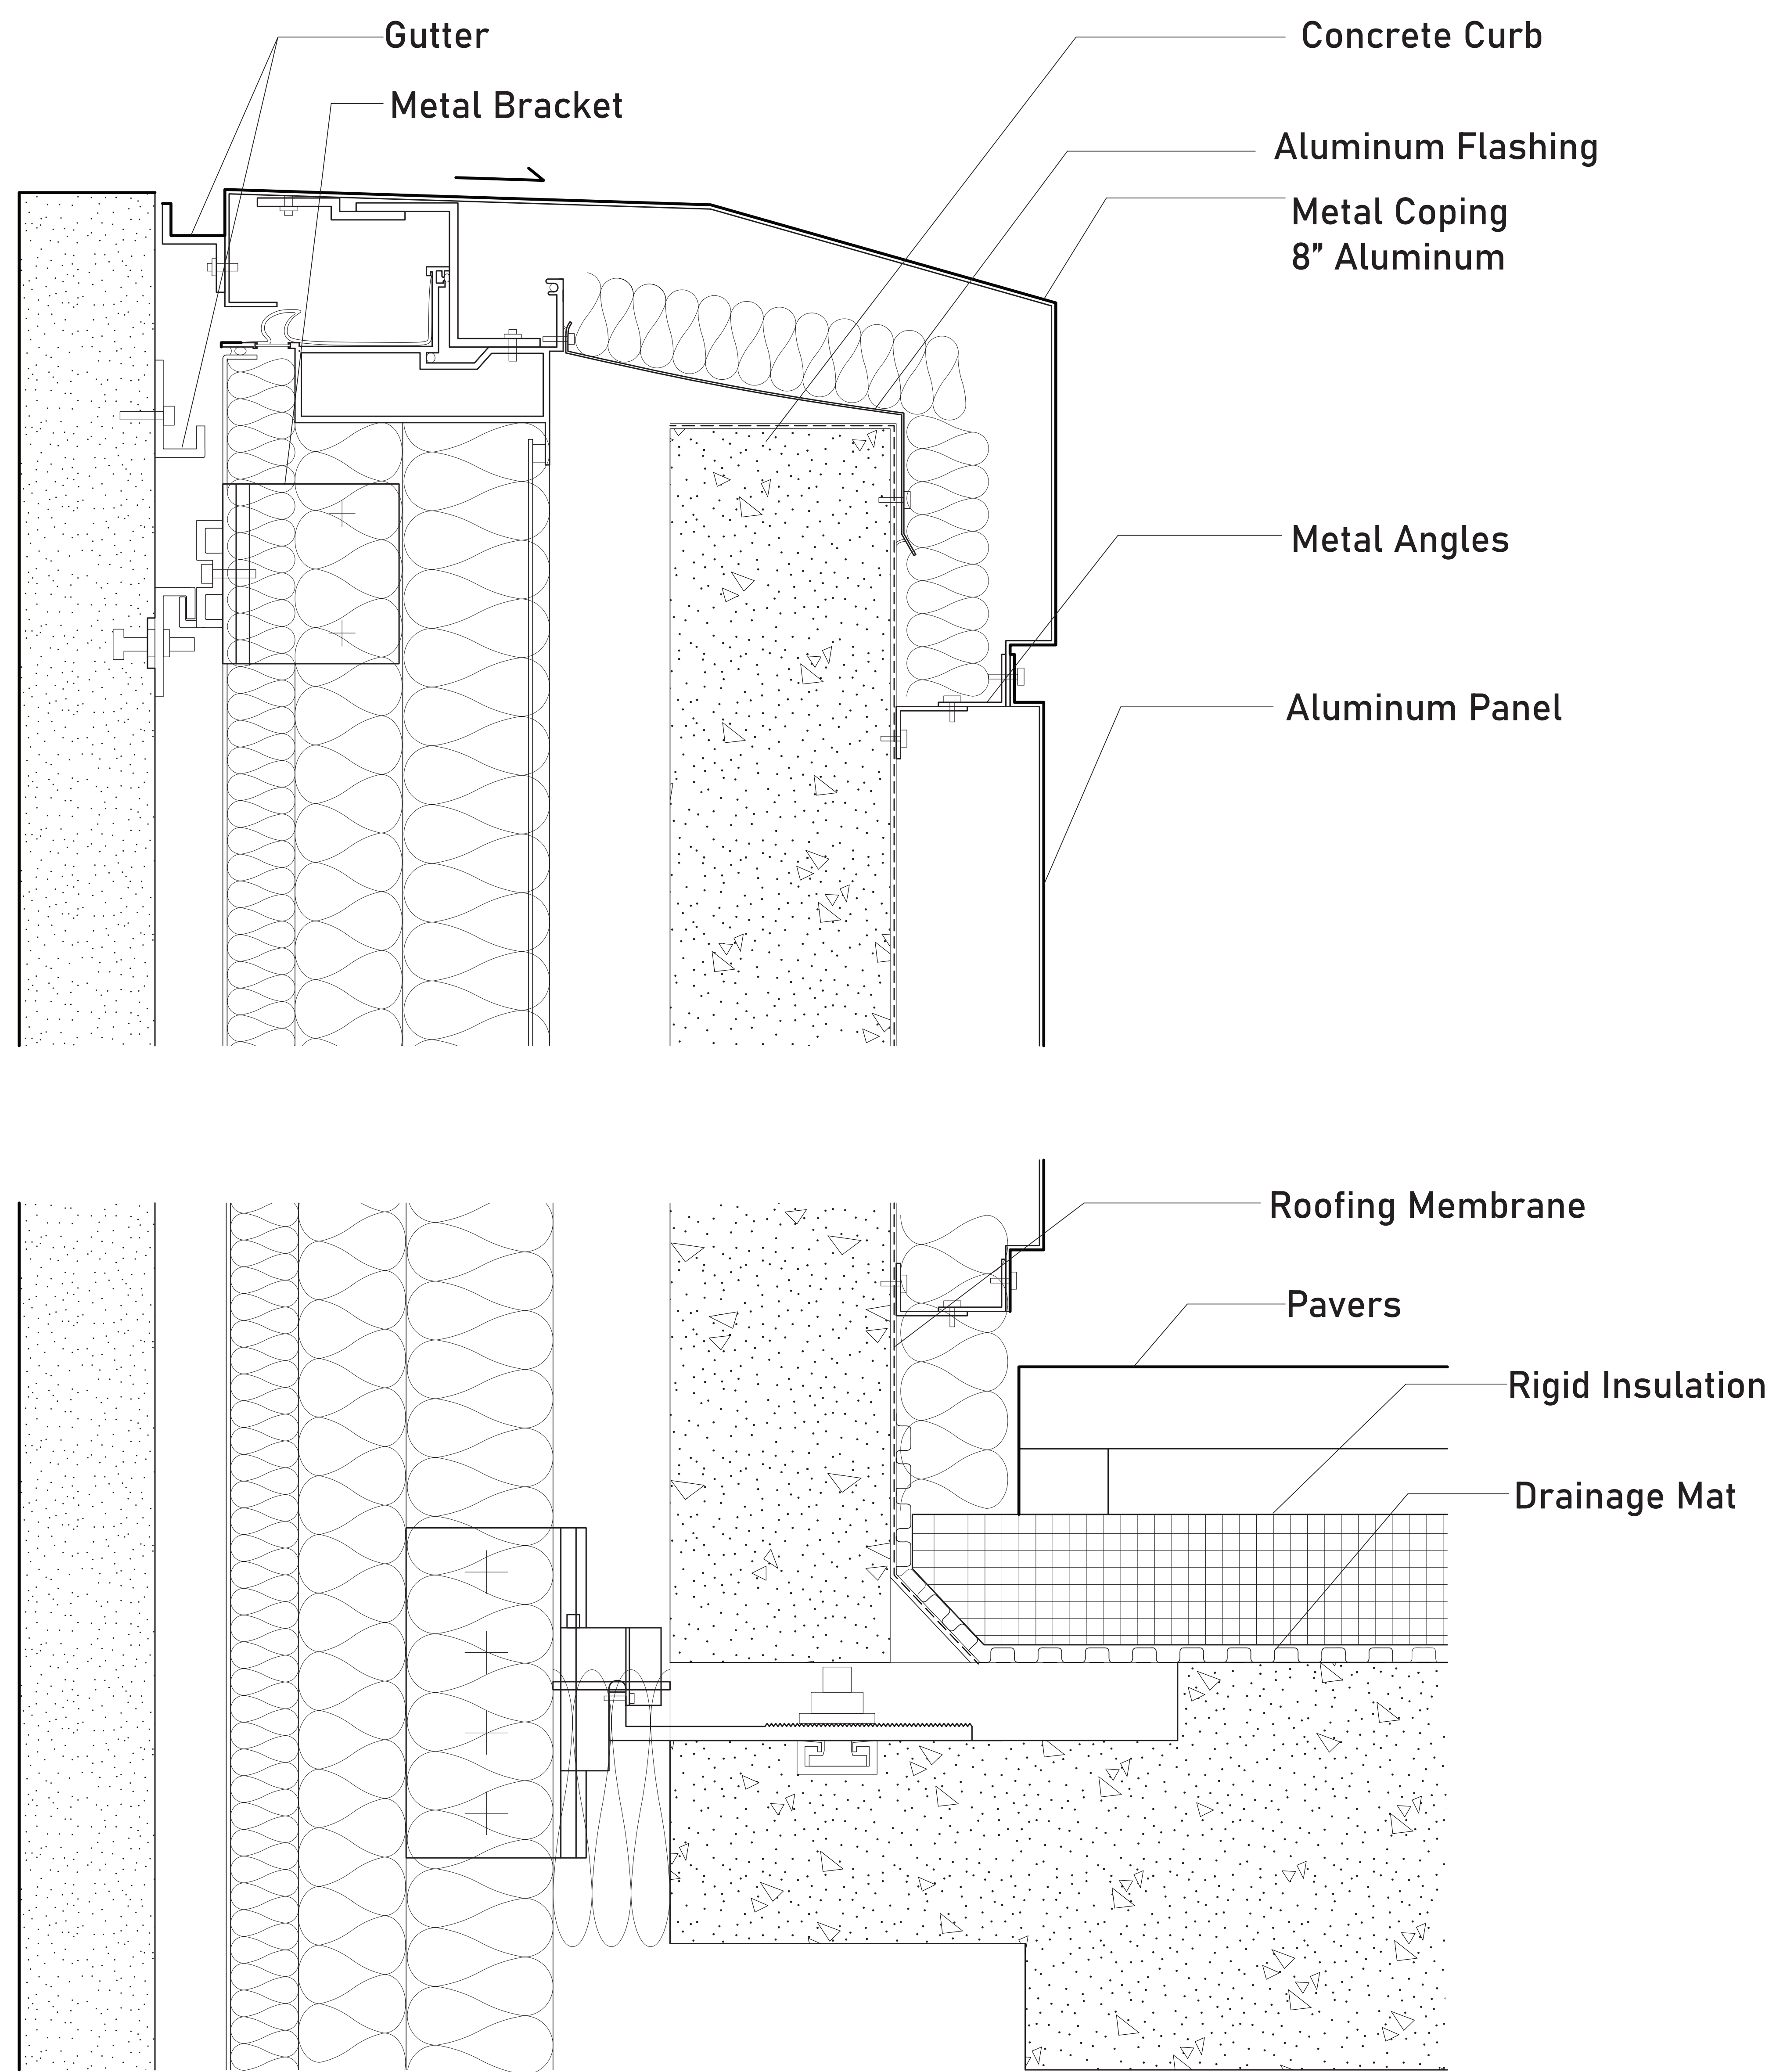 Gutter
Concrete Curb
Metal Bracket
Aluminum Flashing
Metal Coping
8” Aluminum
Metal Angles
Aluminum Panel
Roofing Membrane
Pavers
Rigid Insulation
Drainage Mat